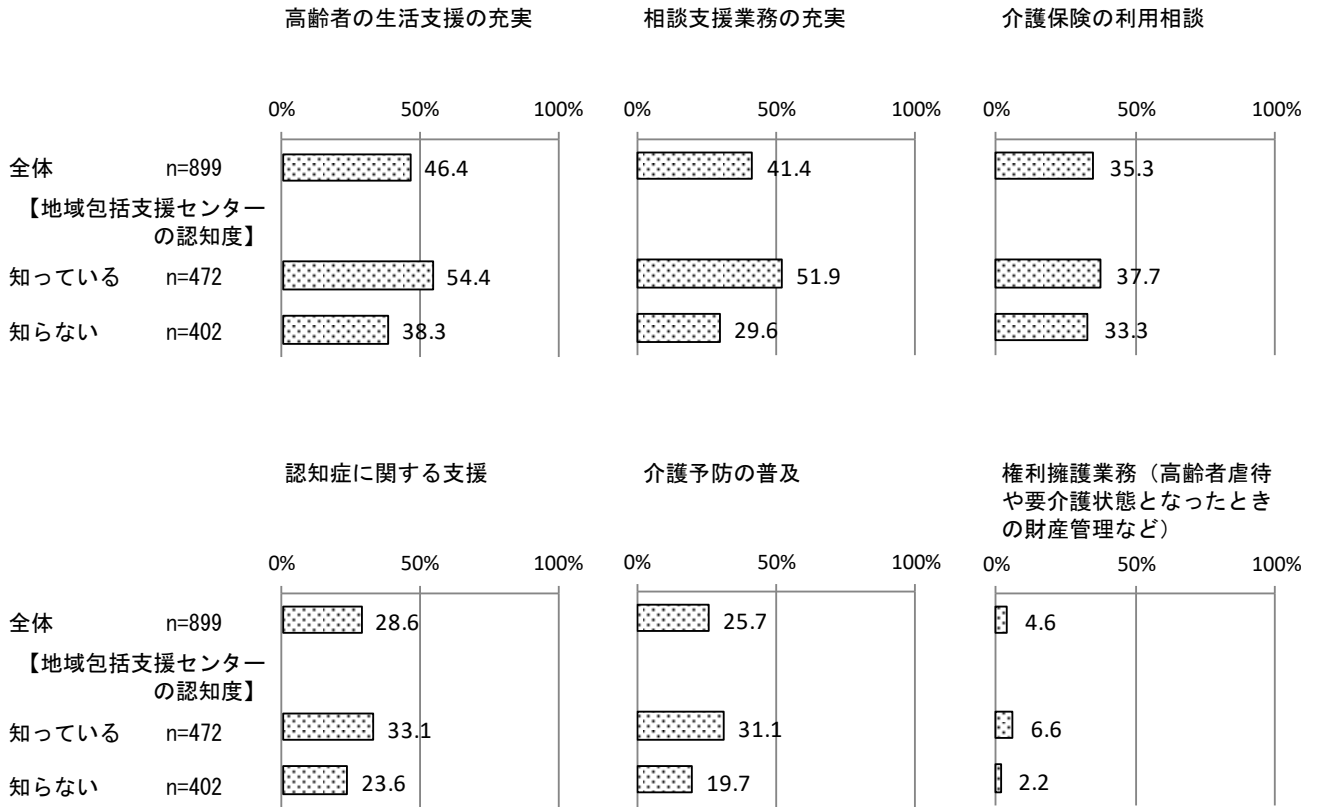 高齢者の生活支援の充実
相談支援業務の充実
介護保険の利用相談
0% 50% 100% 0% 50% 100% 0% 50% 100%
全体 n=899 46.4 41.4 35.3
【地域包括支援センター
の認知度】
知っている n=472 54.4 51.9 37.7
知らない n=402 38.3 29.6 33.3
認知症に関する支援
介護予防の普及
権利擁護業務（高齢者虐待
や要介護状態となったとき
の財産管理など）
0% 50% 100% 0% 50% 100% 0% 50% 100%
全体 n=899 28.6 25.7 4.6
【地域包括支援センター
の認知度】
知っている n=472 33.1 31.1 6.6
知らない n=402 23.6 19.7 2.2